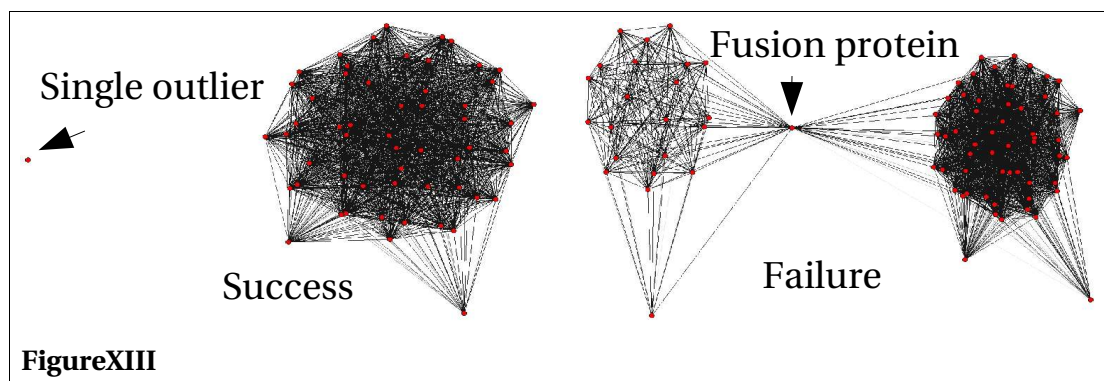 Single outlier
Success
Fusion protein
Failure
FigureXIII